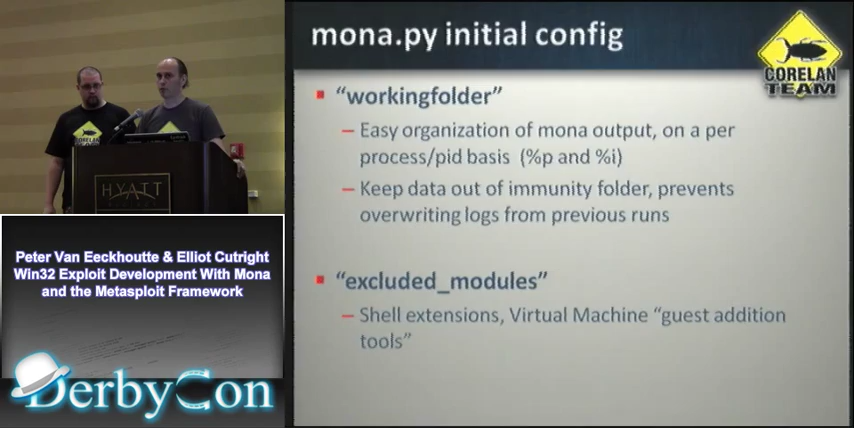 mona.py initial config
CORELAN
TEAM
"workingfolder"
– Easy organization of mona output, on a per
process/pid basis (%p and %i)
– Keep data out of immunity folder, prevents
overwriting logs from previous runs
"excluded_modules"
– Shell extensions, Virtual Machine "guest addition
tools"
HYATT
Peter Van Eeckhoutte & Elliot Cutright
Win32 Exploit Development With Mona
and the Metasploit Framework
DerbyCon